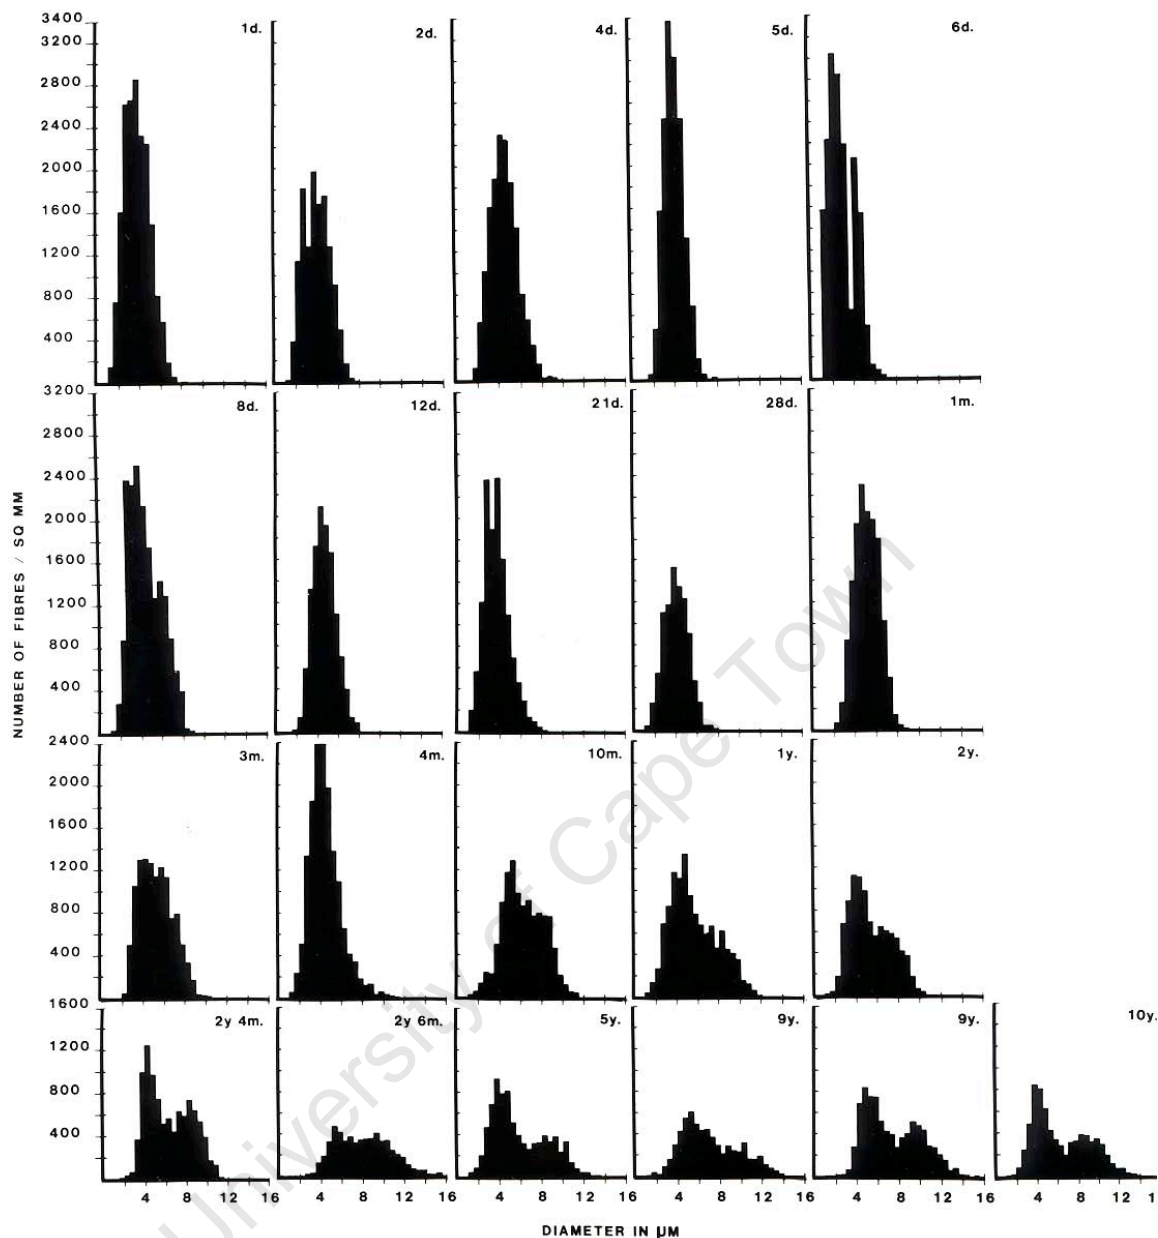 3400
3200
2800
2400
2000
1600
1200
800
400
1d.
2d.
4d.
5d.
6d.
3200
2800
2400
2000
1600
1200
800
400
8d.
12d.
21d.
28d.
1m.
2400
2000
1600
1200
800
400
3m.
4m.
10m.
1y.
2y.
1600
1200
800
400
2y 4m.
2y 6m.
5y.
9y.
9y.
10y.
4 8 12 16 4 8 12 16 4 8 12 16 4 8 12 16 4 8 12 16 4 8 12
NUMBER OF FIBRES / SQ MM
DIAMETER IN µM
University of Cape Town